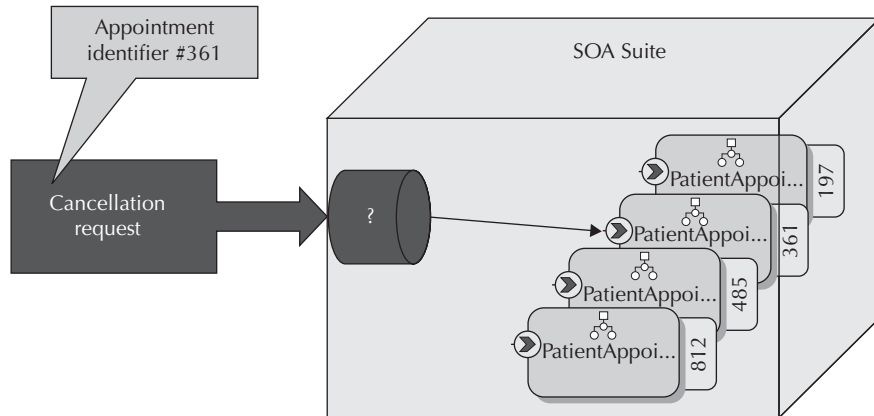 Appointment
identifier #361
SOA Suite
Cancellation
request
?
PatientAppoi...
197
PatientAppoi...
361
PatientAppoi...
485
PatientAppoi...
812